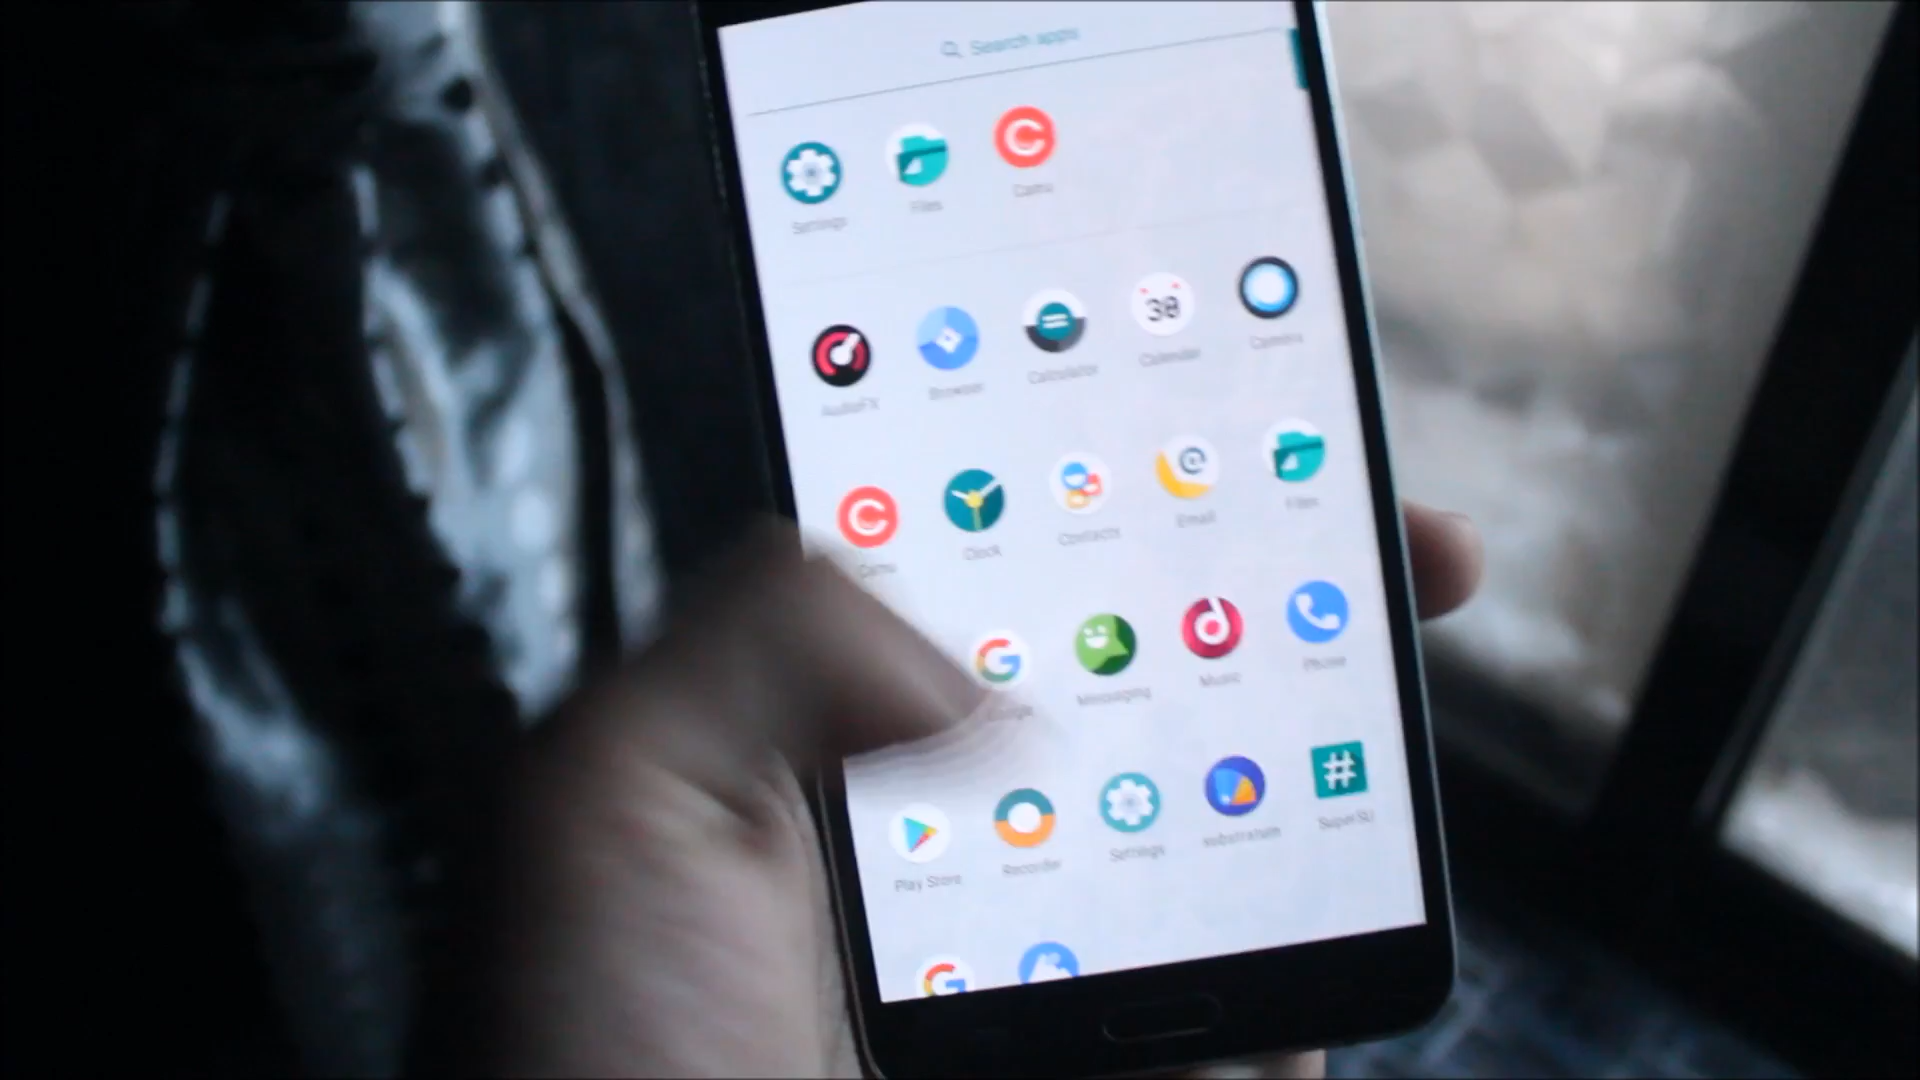 Search apps
Settings Files Camu
AudioFX Browser Calculator Calendar Camera
38
Camu Clock Contacts Email Files
Messaging Music Phone
Play Store Recorder Settings substratum SuperSU
#